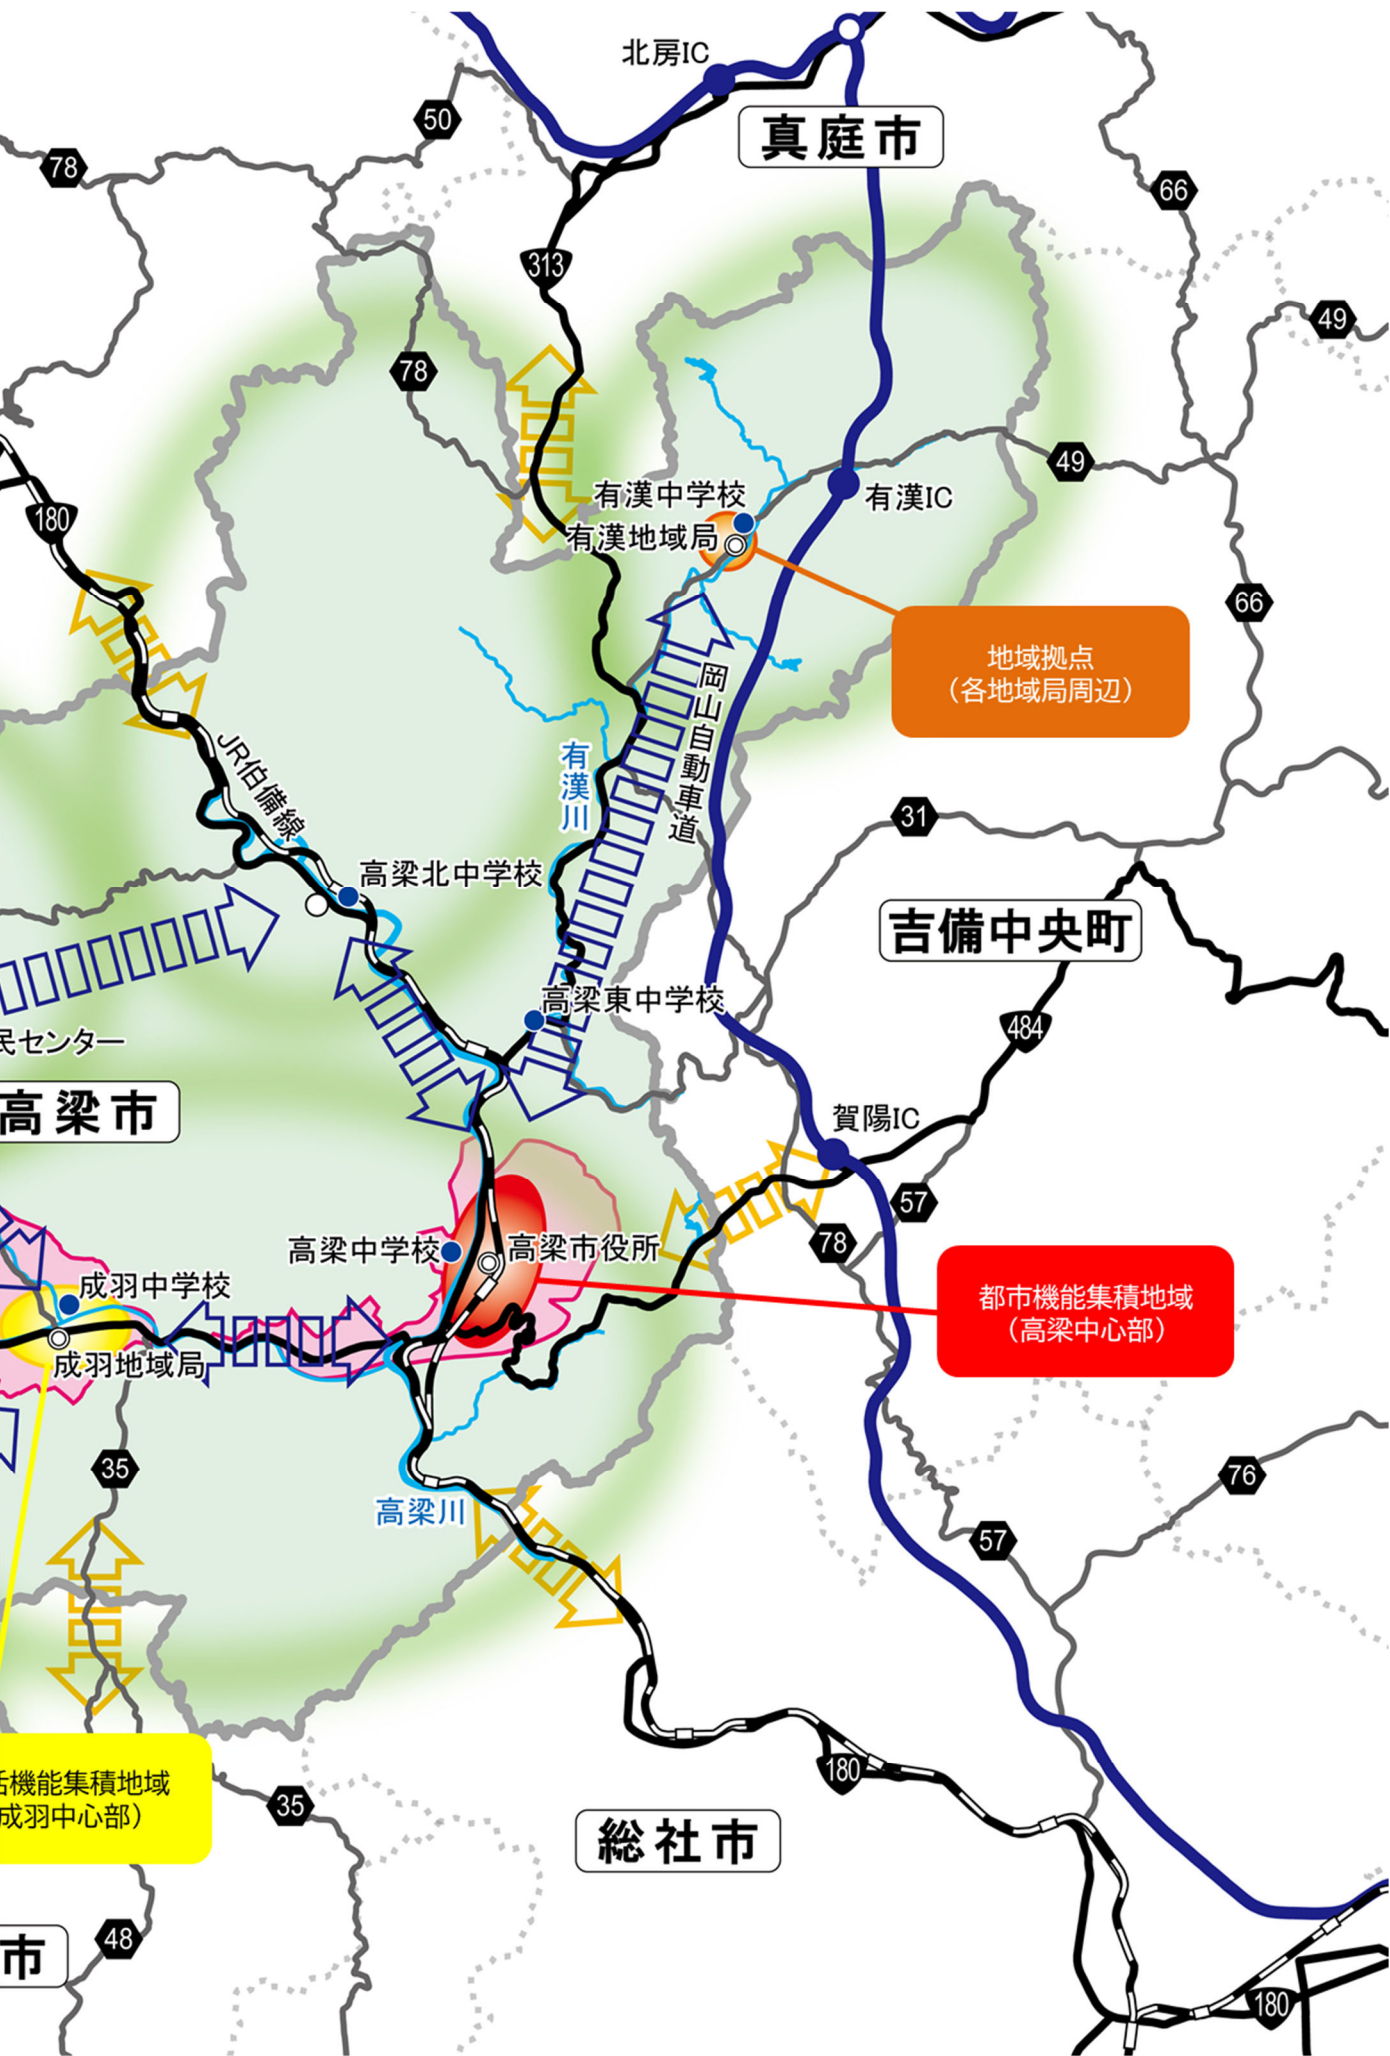 北房IC
真庭市
50
78
66
313
49
78
49
180
有漢中学校
有漢IC
有漢地域局
66
地域拠点
（各地域局周辺）
岡山自動車道
JR伯備線
有漢川
31
高梁北中学校
吉備中央町
高梁東中学校
484
民センター
高梁市
賀陽IC
57
78
高梁中学校
高梁市役所
成羽中学校
都市機能集積地域
（高梁中心部）
成羽地域局
35
76
高梁川
57
180
活機能集積地域
成羽中心部）
35
総社市
48
市
180